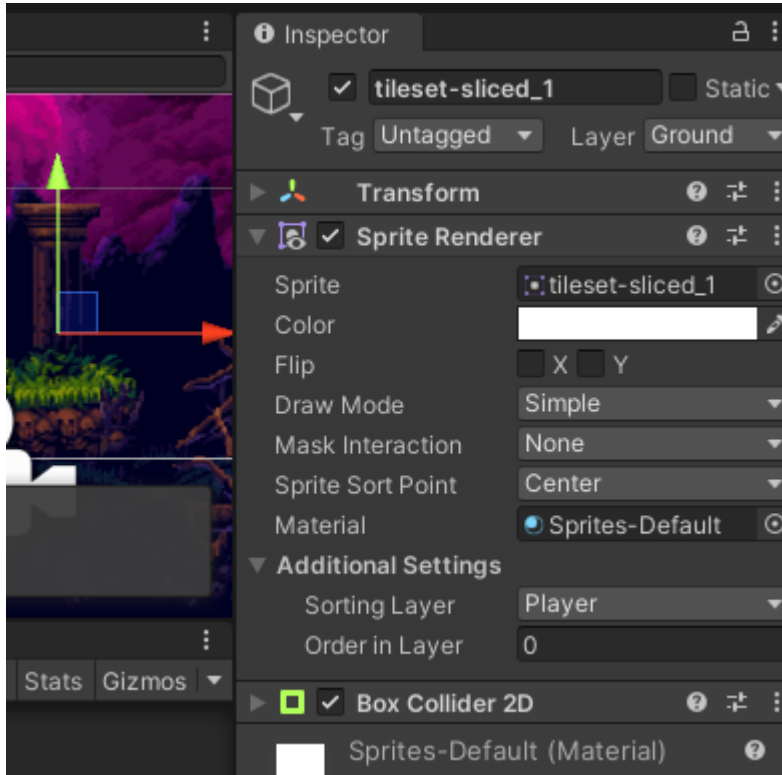 Inspector
tileset-sliced_1 Static
Tag Untagged Layer Ground
Transform
Sprite Renderer
Sprite tileset-sliced_1
Color
Flip X Y
Draw Mode Simple
Mask Interaction None
Sprite Sort Point Center
Material Sprites-Default
Additional Settings
Sorting Layer Player
Order in Layer 0
Stats Gizmos
Box Collider 2D
Sprites-Default (Material)